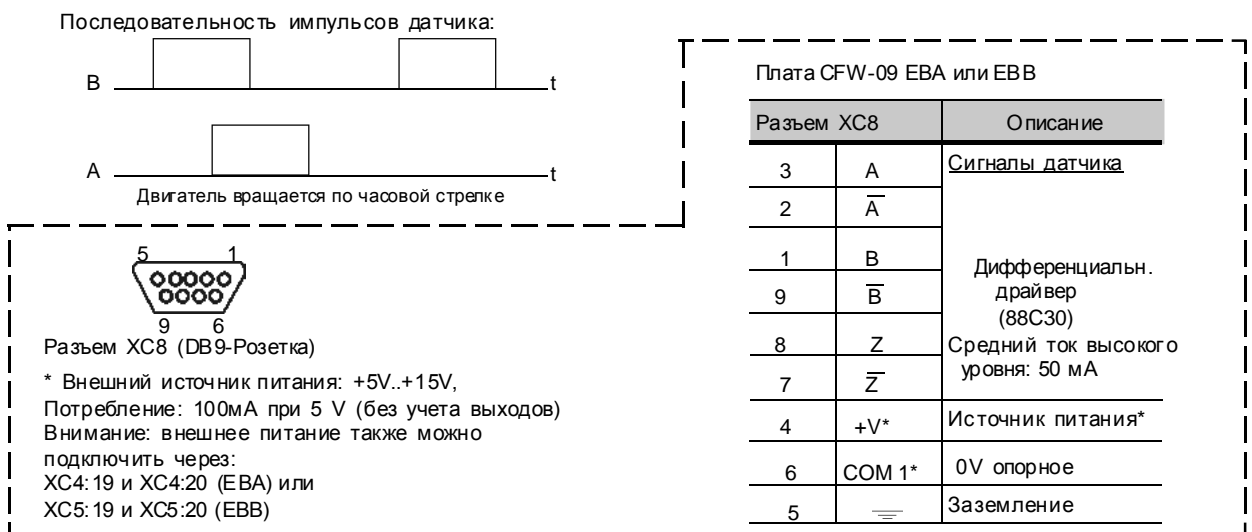 Последовательность импульсов датчика:
B
t
A
t
Двигатель вращается по часовой стрелке
5 1
9 6
Разъем XC8 (DB9-Розетка)
* Внешний источник питания: +5V..+15V,
Потребление: 100мА при 5 V (без учета выходов)
Внимание: внешнее питание также можно
подключить через:
XC4:19 и XC4:20 (EBA) или
XC5:19 и XC5:20 (EBB)
Плата CFW-09 EBA или EBB
Разъем XC8 Описание
3 A Сигналы датчика
2 A̅
1 B Дифференциальн.
9 B̅ драйвер
(88C30)
8 Z Средний ток высокого
7 Z̅ уровня: 50 мА
4 +V* Источник питания*
6 COM 1* 0V опорное
5 Заземление